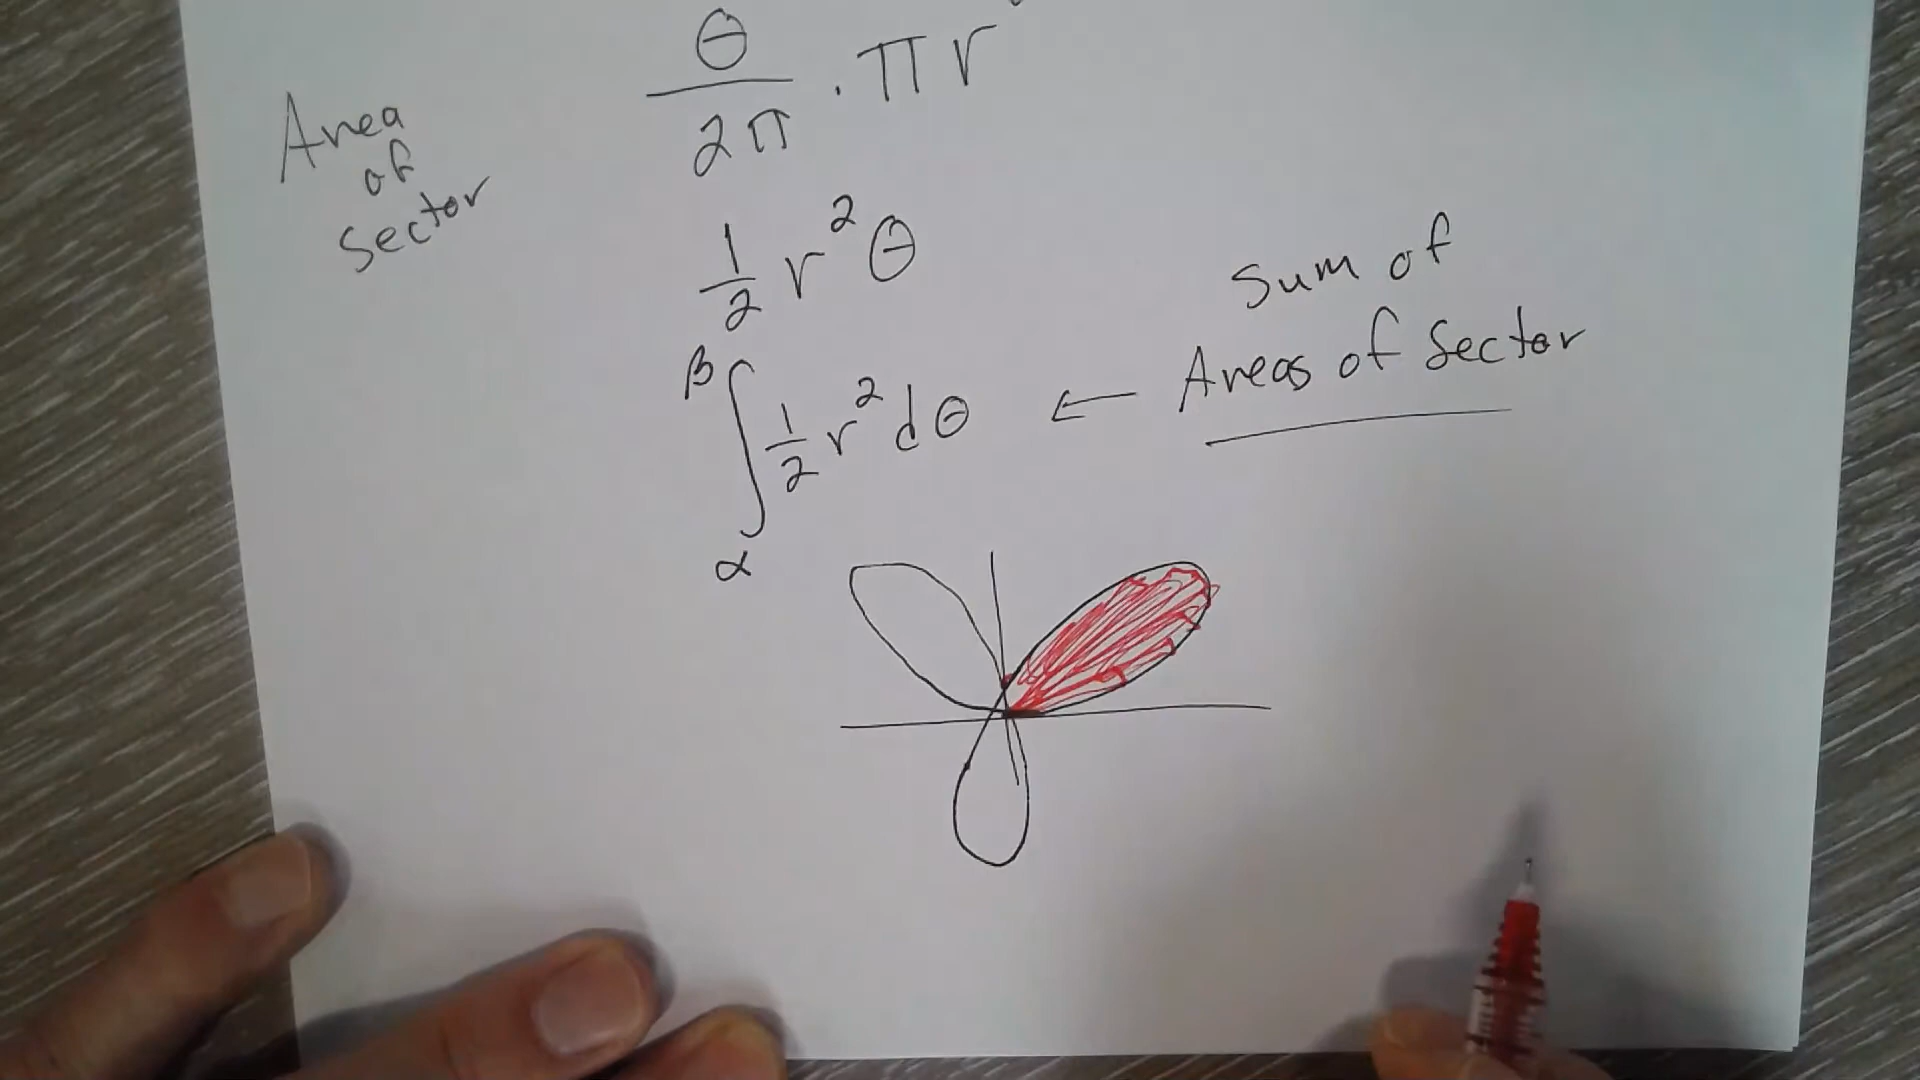 θ/2π · πr
Area
of
Sector
1/2 r²θ
Sum of
Areas of Sector
β∫α 1/2 r² dθ ←